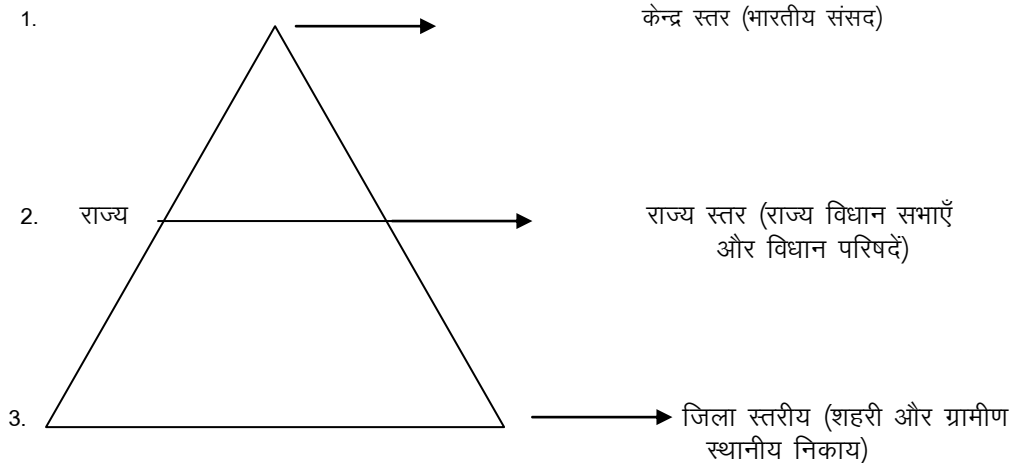 1. केन्द्र स्तर (भारतीय संसद)
2. राज्य राज्य स्तर (राज्य विधान सभाएँ
और विधान परिषदें)
3. जिला स्तरीय (शहरी और ग्रामीण
स्थानीय निकाय)